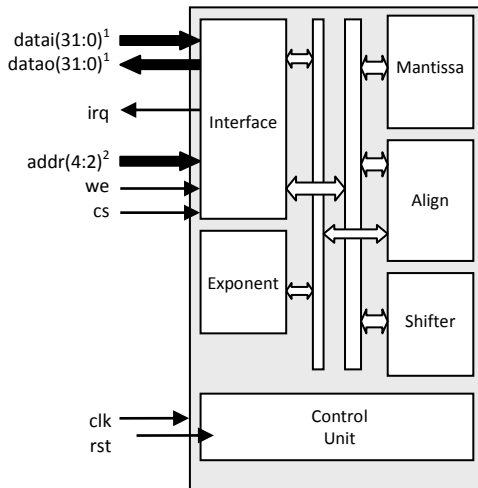 datai(31:0)¹
datao(31:0)¹
irq
addr(4:2)²
we
cs
Interface
Exponent
Mantissa
Align
Shifter
clk
rst
Control
Unit